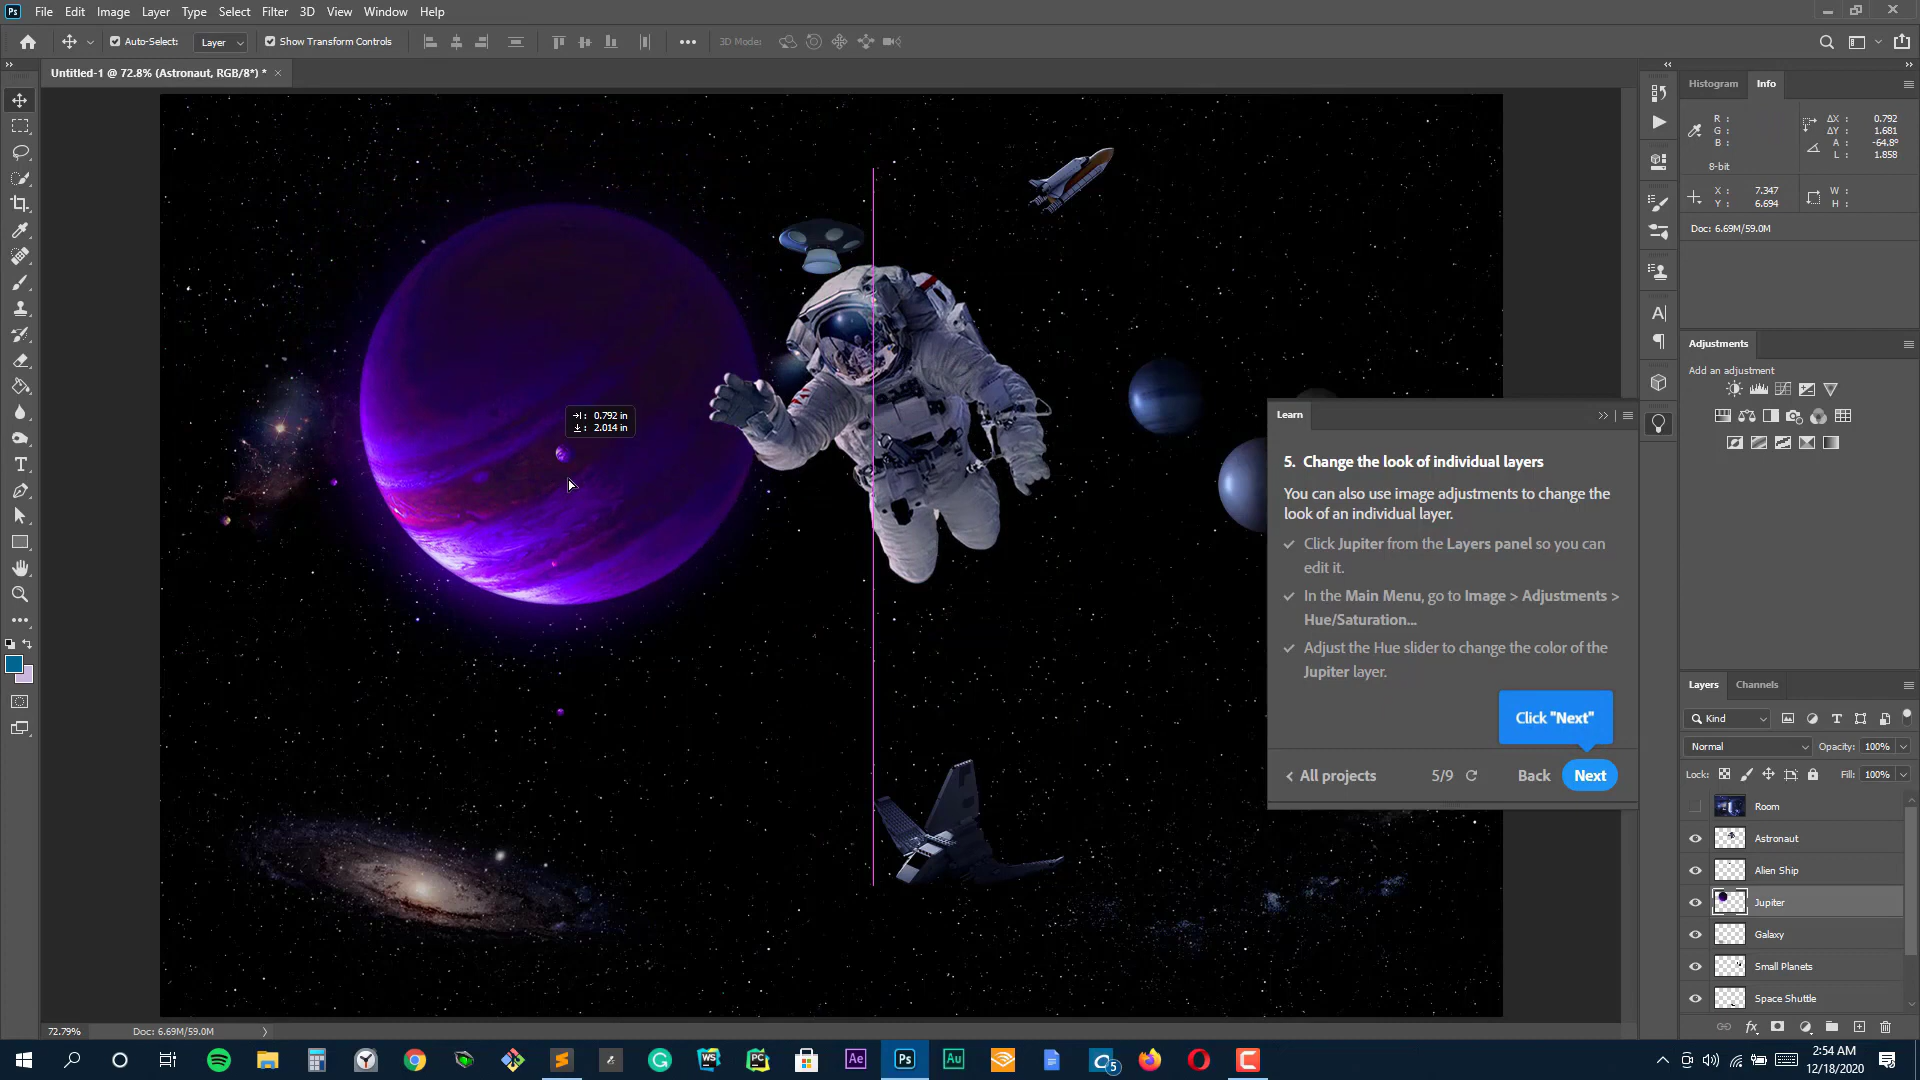 Ps File Edit Image Layer Type Select Filter 3D View Window Help
Auto-Select: Layer Show Transform Controls 3D Mode:
Untitled-1 @ 72.8% (Astronaut, RGB/8*) * ×
Histogram Info
R :
G :
B :
8-bit
ΔX 0.792
ΔY 1.681
A : -64.8°
L : 1.858
X : 7.347
Y : 6.694
W :
H :
Doc: 6.69M/59.0M
Adjustments
Add an adjustment
0.792 in
2.014 in
Learn
5. Change the look of individual layers
You can also use image adjustments to change the
look of an individual layer.
Click Jupiter from the Layers panel so you can
edit it.
In the Main Menu, go to Image > Adjustments >
Hue/Saturation...
Adjust the Hue slider to change the color of the
Jupiter layer.
Click "Next"
All projects 5/9 Back Next
Layers Channels
Kind
Normal Opacity: 100%
Lock: Fill: 100%
Room
Astronaut
Alien Ship
Jupiter
Galaxy
Small Planets
Space Shuttle
72.79% Doc: 6.69M/59.0M
WS PC Ae Ps Au 5
2:54 AM
12/18/2020